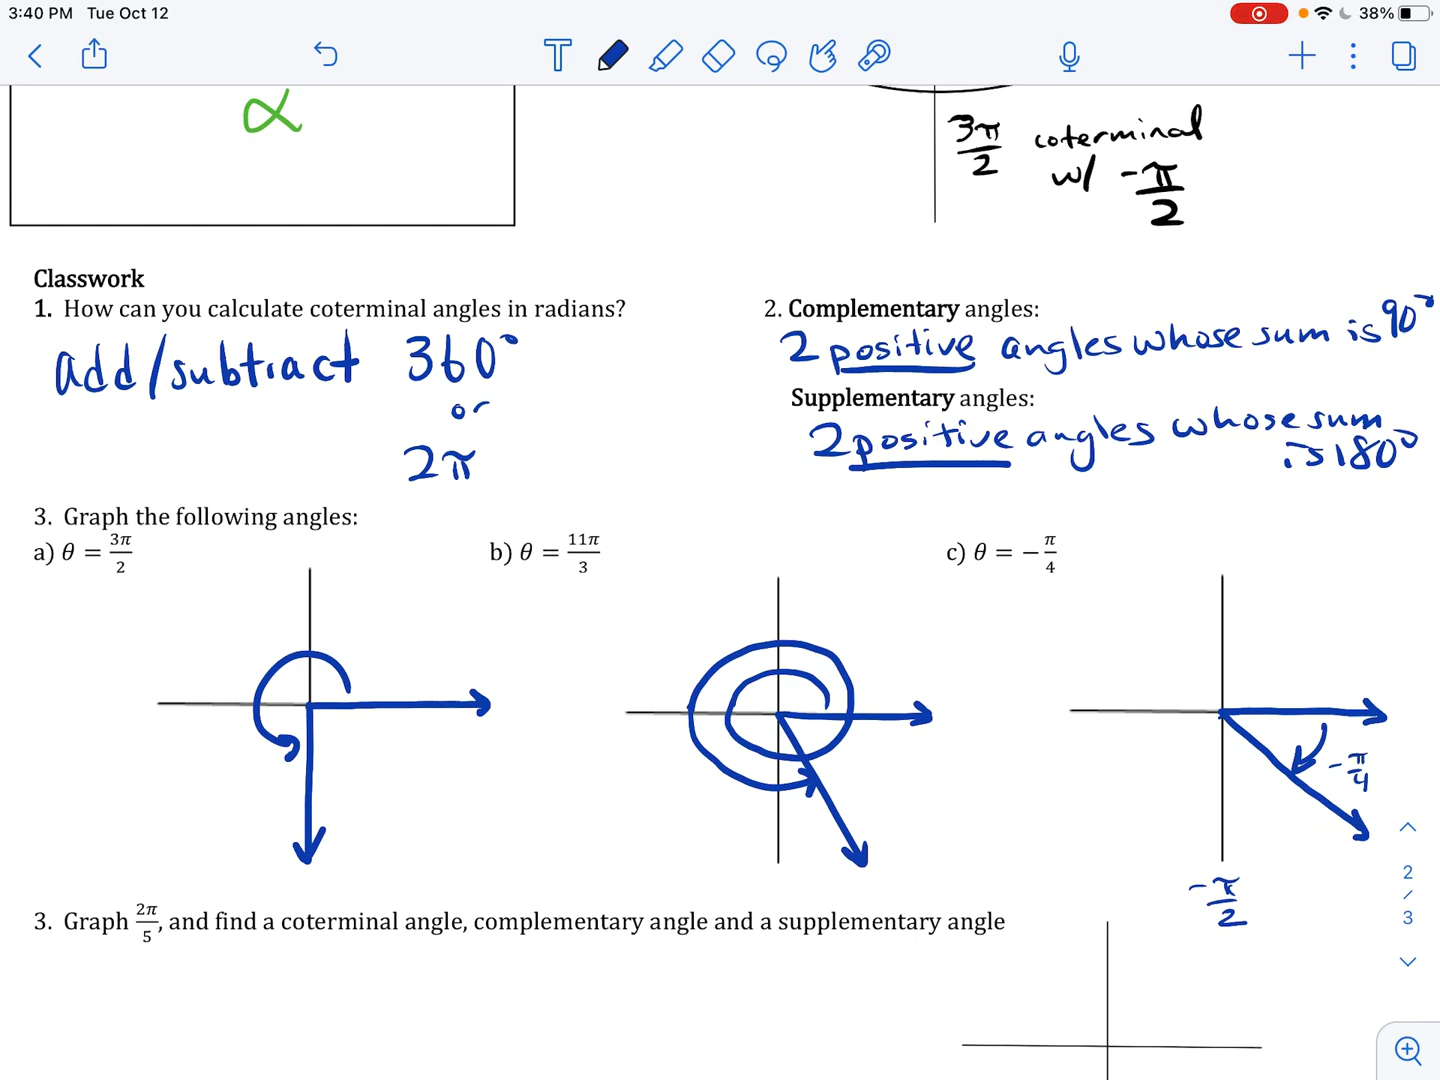 3:40 PM Tue Oct 12
38%
α
3π/2 coterminal
w/ -π/2
Classwork
1. How can you calculate coterminal angles in radians?
add/subtract 360°
or
2π
2. Complementary angles:
2 positive angles whose sum is 90°
Supplementary angles:
2 positive angles whose sum
is 180°
3. Graph the following angles:
a) θ = 3π/2
b) θ = 11π/3
c) θ = −π/4
-π/4
-π/2
3. Graph 2π/5, and find a coterminal angle, complementary angle and a supplementary angle
2
/
3